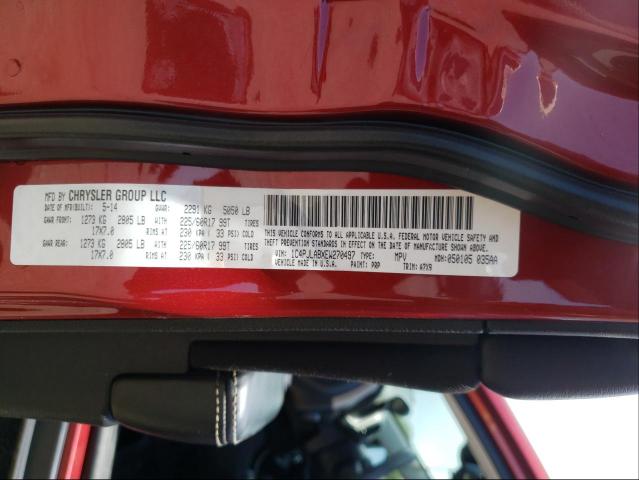 MFD BY CHRYSLER GROUP LLC
DATE OF MFR(BUILT): 5-14 GVWR: 2291 KG 5050 LB
GAWR FRONT: 1273 KG 2805 LB WITH 225/60R17 99T TIRES
17X7.0 RIMS AT 230 KPA ( 33 PSI) COLD
GAWR REAR: 1273 KG 2805 LB WITH 225/60R17 99T TIRES
17X7.0 RIMS AT 230 KPA ( 33 PSI) COLD
THIS VEHICLE CONFORMS TO ALL APPLICABLE U.S.A. FEDERAL MOTOR VEHICLE SAFETY AND
THEFT PREVENTION STANDARDS IN EFFECT ON THE DATE OF MANUFACTURE SHOWN ABOVE.
VIN: 1C4PJLABXEW270497 TYPE: MPV MDH: 050105 035AA
PAINT: PRP TRIM: A7X9